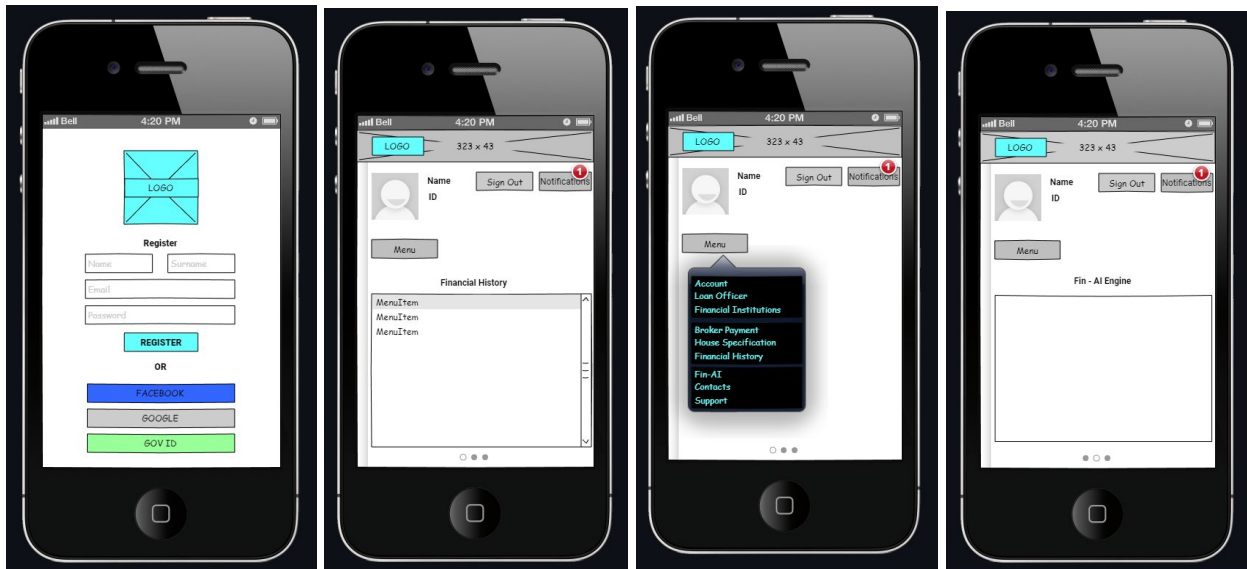 Bell 4:20 PM
LOGO
Register
Name Surname
Email
Password
REGISTER
OR
FACEBOOK
GOOGLE
GOV ID
Bell 4:20 PM
LOGO 323 x 43
1
Name Sign Out Notifications
ID
Menu
Financial History
MenuItem
MenuItem
MenuItem
Bell 4:20 PM
LOGO 323 x 43
1
Name Sign Out Notifications
ID
Menu
Account
Loan Officer
Financial Institutions
Broker Payment
House Specification
Financial History
Fin-AI
Contacts
Support
Bell 4:20 PM
LOGO 323 x 43
1
Name Sign Out Notifications
ID
Menu
Fin - AI Engine